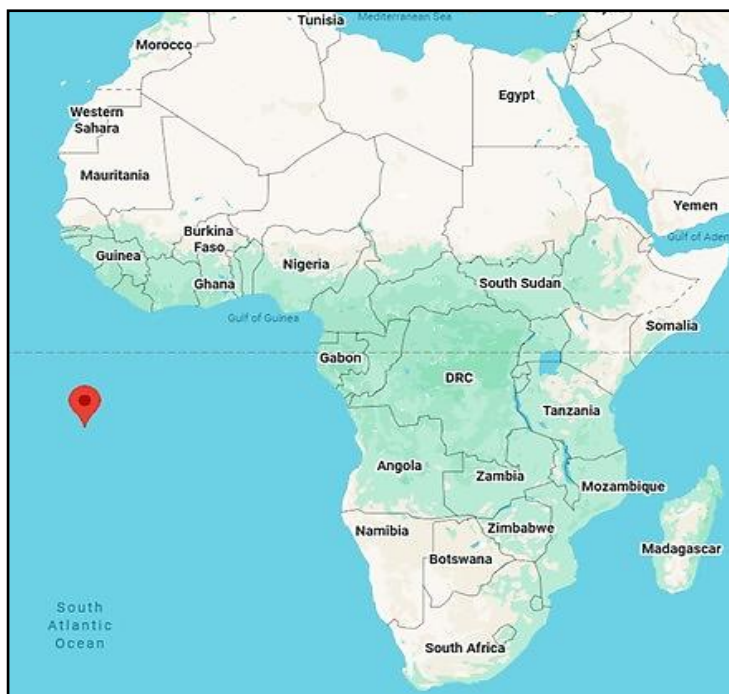 Tunisia
Mediterranean Sea
Morocco
Egypt
Western
Sahara
Mauritania
Yemen
Gulf of Aden
Burkina
Faso
Guinea
Nigeria
Ghana
South Sudan
Gulf of Guinea
Somalia
Gabon
DRC
Tanzania
Angola
Zambia
Mozambique
Namibia
Zimbabwe
Botswana
Madagascar
South
Atlantic
Ocean
South Africa